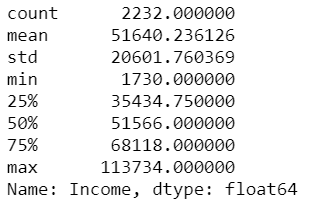 count      2232.000000
mean      51640.236126
std       20601.760369
min        1730.000000
25%       35434.750000
50%       51566.000000
75%       68118.000000
max      113734.000000
Name: Income, dtype: float64